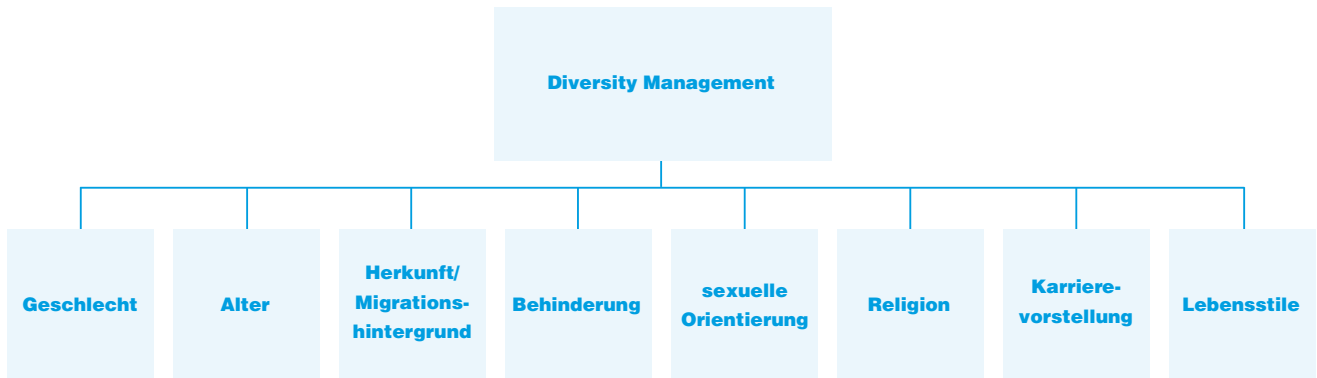 Diversity Management
Geschlecht
Alter
Herkunft/
Migrations-
hintergrund
Behinderung
sexuelle
Orientierung
Religion
Karriere-
vorstellung
Lebensstile